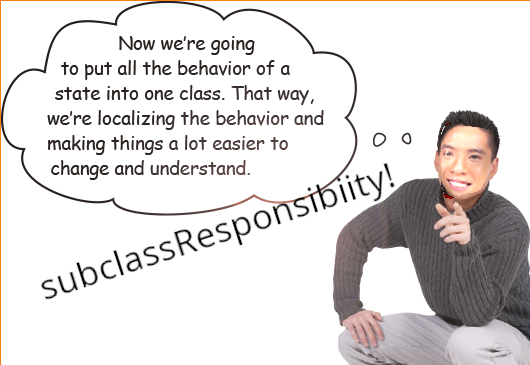 Now we're going
to put all the behavior of a
state into one class. That way,
we're localizing the behavior and
making things a lot easier to
change and understand.
subclassResponsibiity!